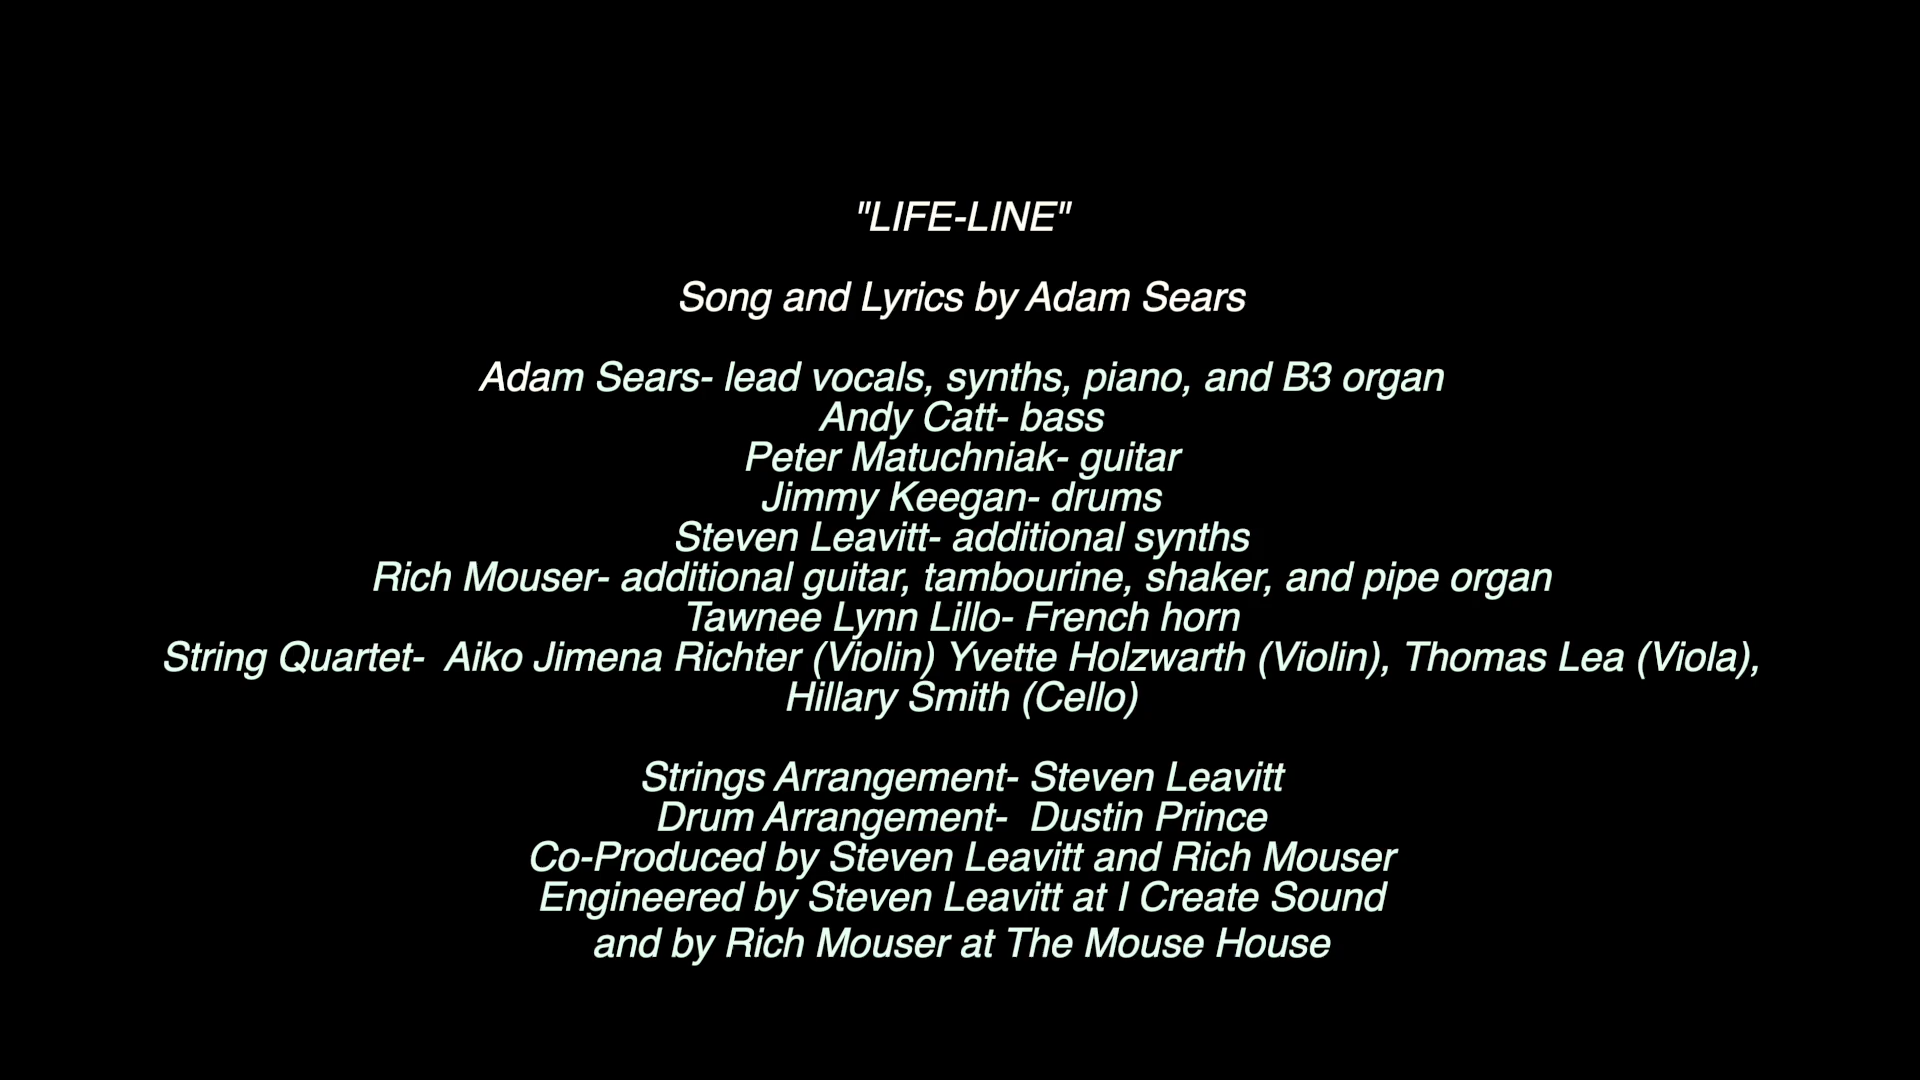 "LIFE-LINE"
Song and Lyrics by Adam Sears
Adam Sears- lead vocals, synths, piano, and B3 organ
Andy Catt- bass
Peter Matuchniak- guitar
Jimmy Keegan- drums
Steven Leavitt- additional synths
Rich Mouser- additional guitar, tambourine, shaker, and pipe organ
Tawnee Lynn Lillo- French horn
String Quartet-  Aiko Jimena Richter (Violin) Yvette Holzwarth (Violin), Thomas Lea (Viola),
Hillary Smith (Cello)
Strings Arrangement- Steven Leavitt
Drum Arrangement-  Dustin Prince
Co-Produced by Steven Leavitt and Rich Mouser
Engineered by Steven Leavitt at I Create Sound
and by Rich Mouser at The Mouse House